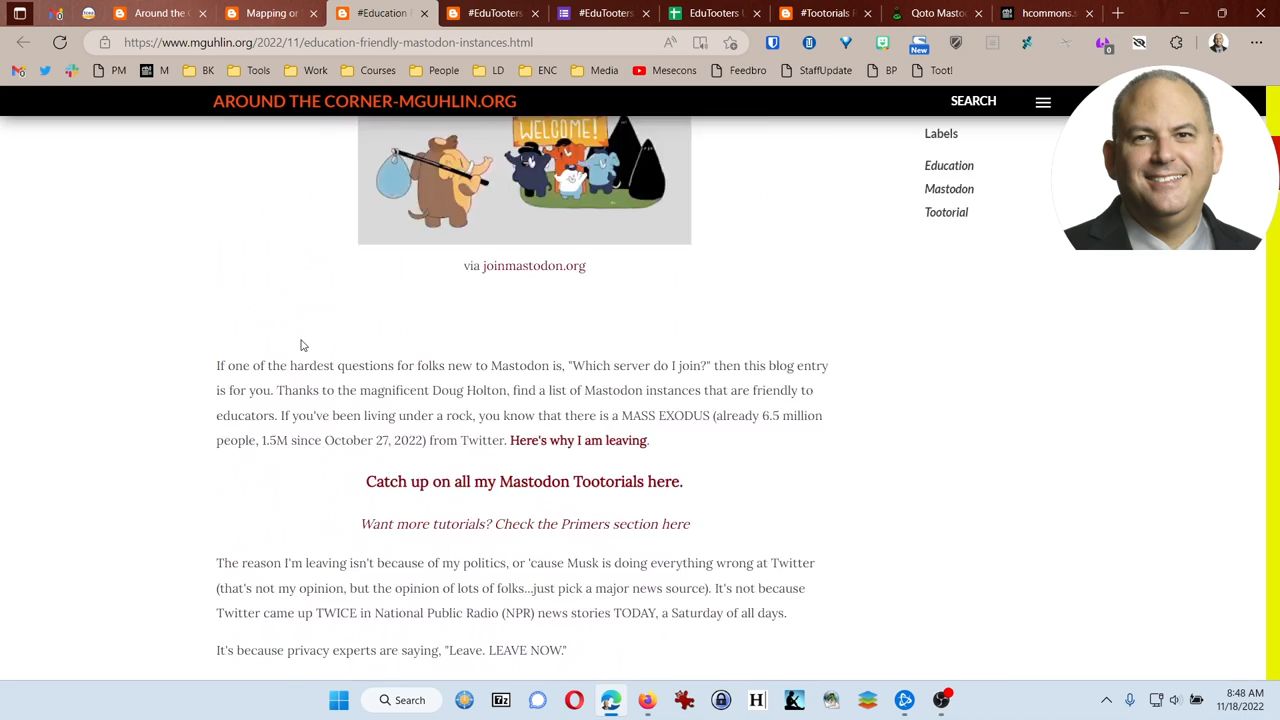 around the c
Mapping or
#Education F
#EduTooters
#EduTooters
EduTooters L
#Tootorials F
Qoto Mastod
hcommons.s
https://www.mguhlin.org/2022/11/education-friendly-mastodon-instances.html
New
0
PM
M
BK
Tools
Work
Courses
People
LD
ENC
Media
Mesecons
Feedbro
StaffUpdate
BP
Toot!
AROUND THE CORNER-MGUHLIN.ORG
SEARCH
WELCOME!
Labels
Education
Mastodon
Tootorial
via joinmastodon.org
If one of the hardest questions for folks new to Mastodon is, "Which server do I join?" then this blog entry
is for you. Thanks to the magnificent Doug Holton, find a list of Mastodon instances that are friendly to
educators. If you've been living under a rock, you know that there is a MASS EXODUS (already 6.5 million
people, 1.5M since October 27, 2022) from Twitter. Here's why I am leaving.
Catch up on all my Mastodon Tootorials here.
Want more tutorials? Check the Primers section here
The reason I'm leaving isn't because of my politics, or 'cause Musk is doing everything wrong at Twitter
(that's not my opinion, but the opinion of lots of folks...just pick a major news source). It's not because
Twitter came up TWICE in National Public Radio (NPR) news stories TODAY, a Saturday of all days.
It's because privacy experts are saying, "Leave. LEAVE NOW."
Search
7z
H
8:48 AM
11/18/2022